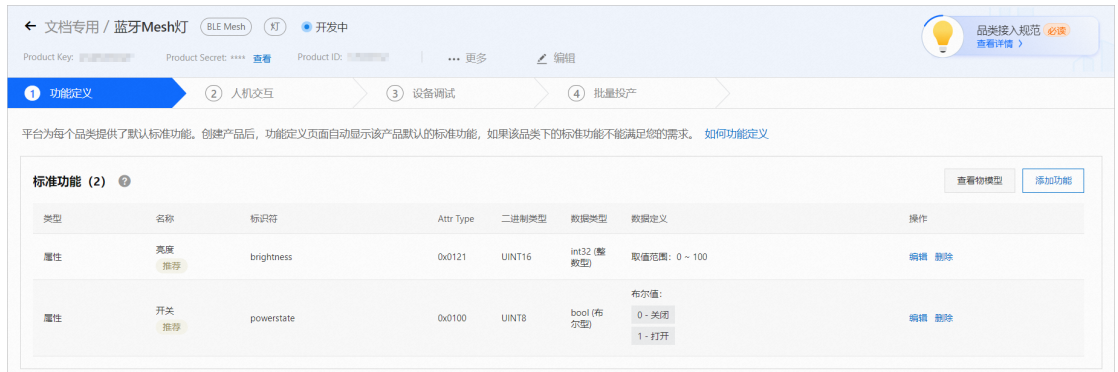 ← 文档专用 / 蓝牙Mesh灯 BLE Mesh 灯 开发中
品类接入规范 必读
查看详情 〉
Product Key: Product Secret: **** 查看 Product ID: ••• 更多 编辑
1 功能定义 2 人机交互 3 设备调试 4 批量投产
平台为每个品类提供了默认标准功能。创建产品后，功能定义页面自动显示该产品默认的标准功能，如果该品类下的标准功能不能满足您的需求。 如何功能定义
标准功能（2） ? 查看物模型 添加功能
类型 名称 标识符 Attr Type 二进制类型 数据类型 数据定义 操作
属性 亮度 brightness 0x0121 UINT16 int32 (整 取值范围：0 ~ 100 编辑 删除
推荐 数型)
布尔值：
属性 开关 powerstate 0x0100 UINT8 bool (布 0 - 关闭 编辑 删除
推荐 尔型)
1 - 打开